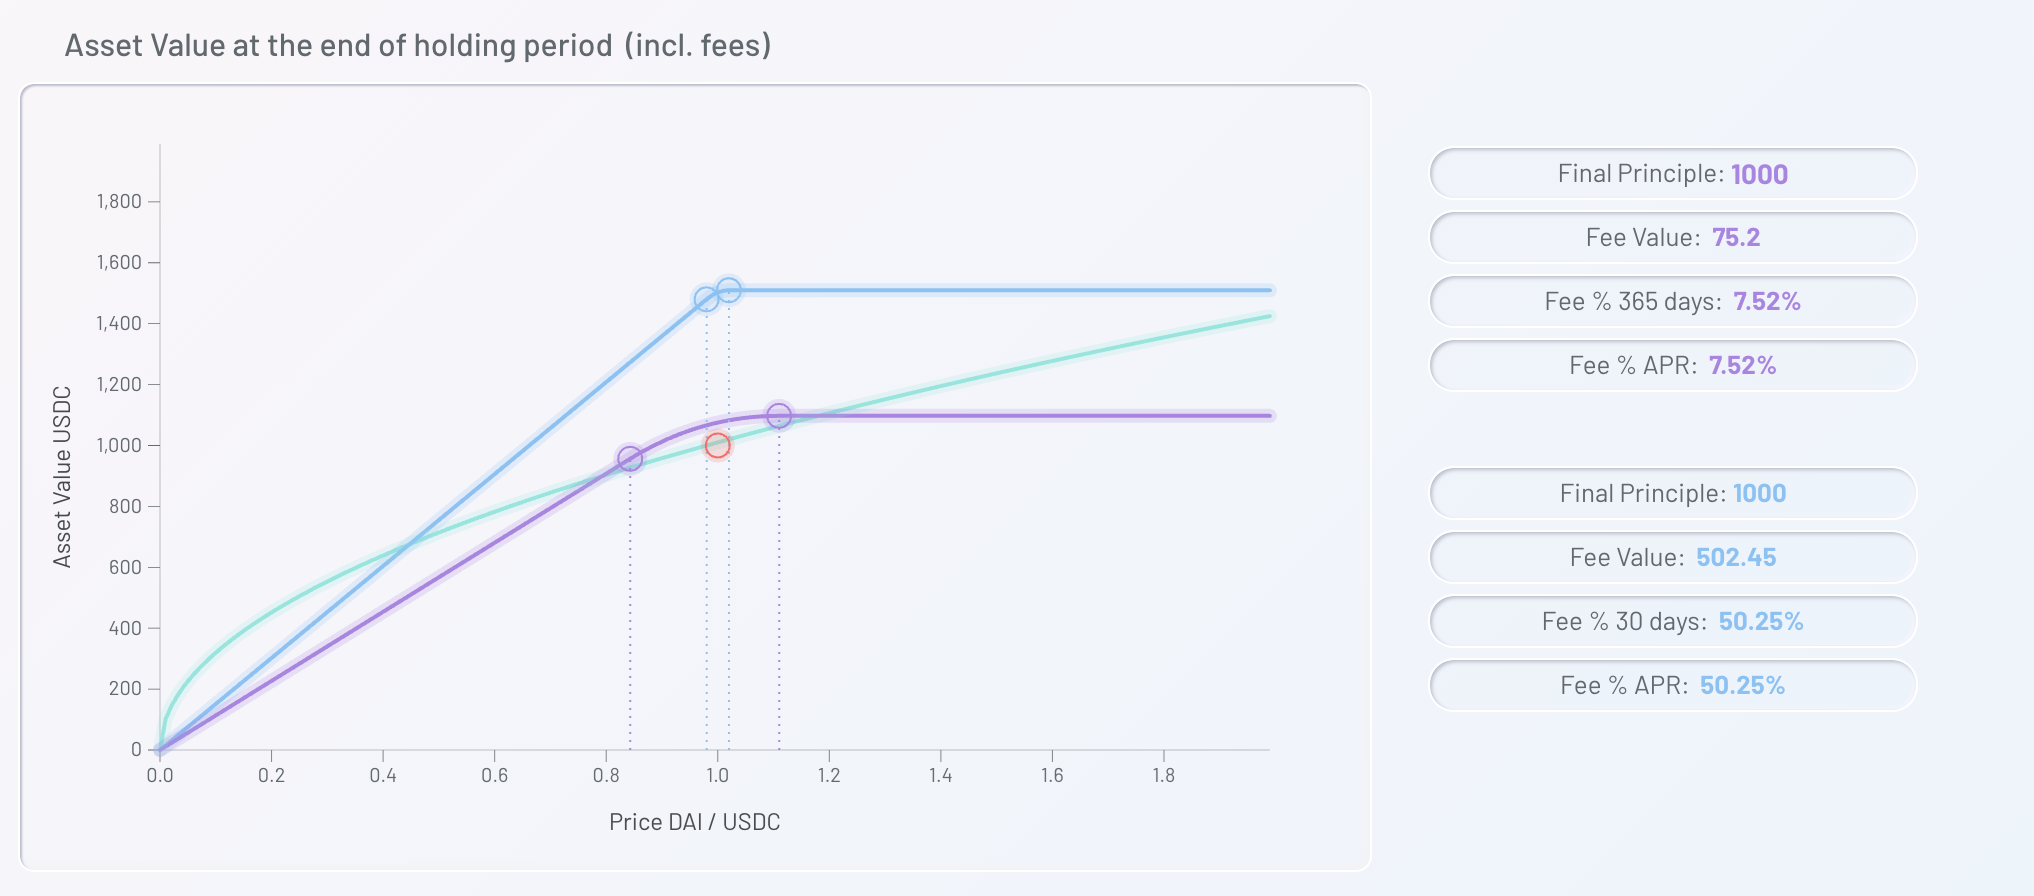 Asset Value at the end of holding period (incl. fees)
Asset Value USDC
1,800
1,600
1,400
1,200
1,000
800
600
400
200
0
0.0 0.2 0.4 0.6 0.8 1.0 1.2 1.4 1.6 1.8
Price DAI / USDC
Final Principle: 1000
Fee Value: 75.2
Fee % 365 days: 7.52%
Fee % APR: 7.52%
Final Principle: 1000
Fee Value: 502.45
Fee % 30 days: 50.25%
Fee % APR: 50.25%